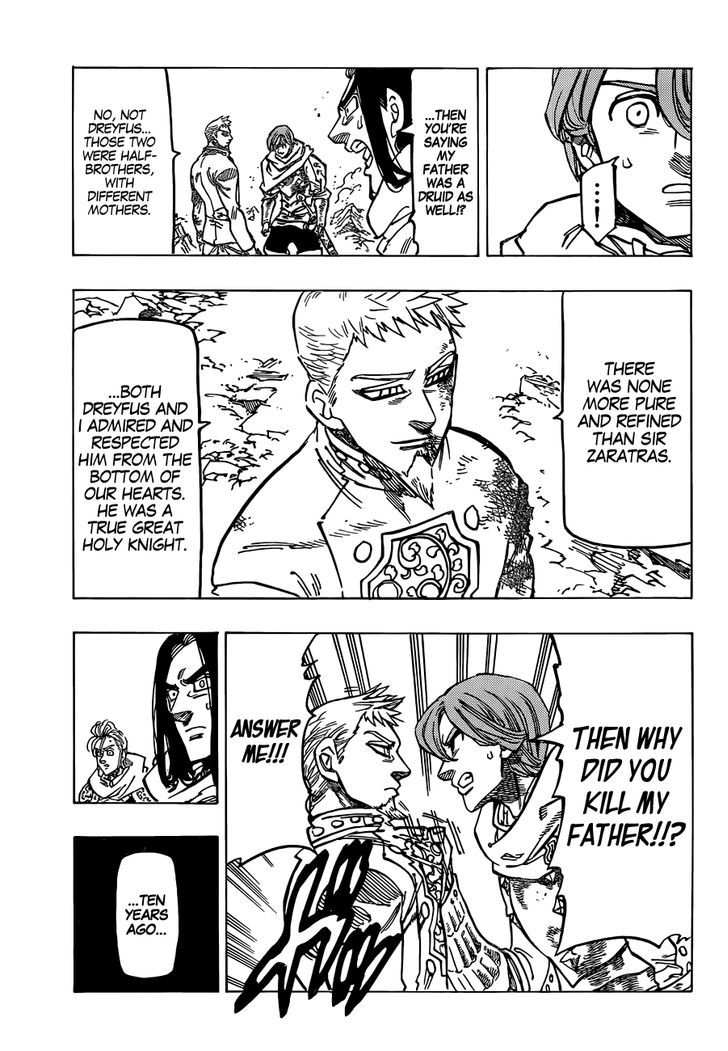 ...
...THEN
YOU'RE
SAYING
MY
FATHER
WAS A
DRUID AS
WELL!?
NO, NOT
DREYFUS...
THOSE TWO
WERE HALF-
BROTHERS,
WITH
DIFFERENT
MOTHERS.
THERE
WAS NONE
MORE PURE
AND REFINED
THAN SIR
ZARATRAS.
...BOTH
DREYFUS AND
I ADMIRED AND
RESPECTED
HIM FROM THE
BOTTOM OF
OUR HEARTS.
HE WAS A
TRUE GREAT
HOLY KNIGHT.
THEN WHY
DID YOU
KILL MY
FATHER!!?
ANSWER
ME!!!
...TEN
YEARS
AGO...